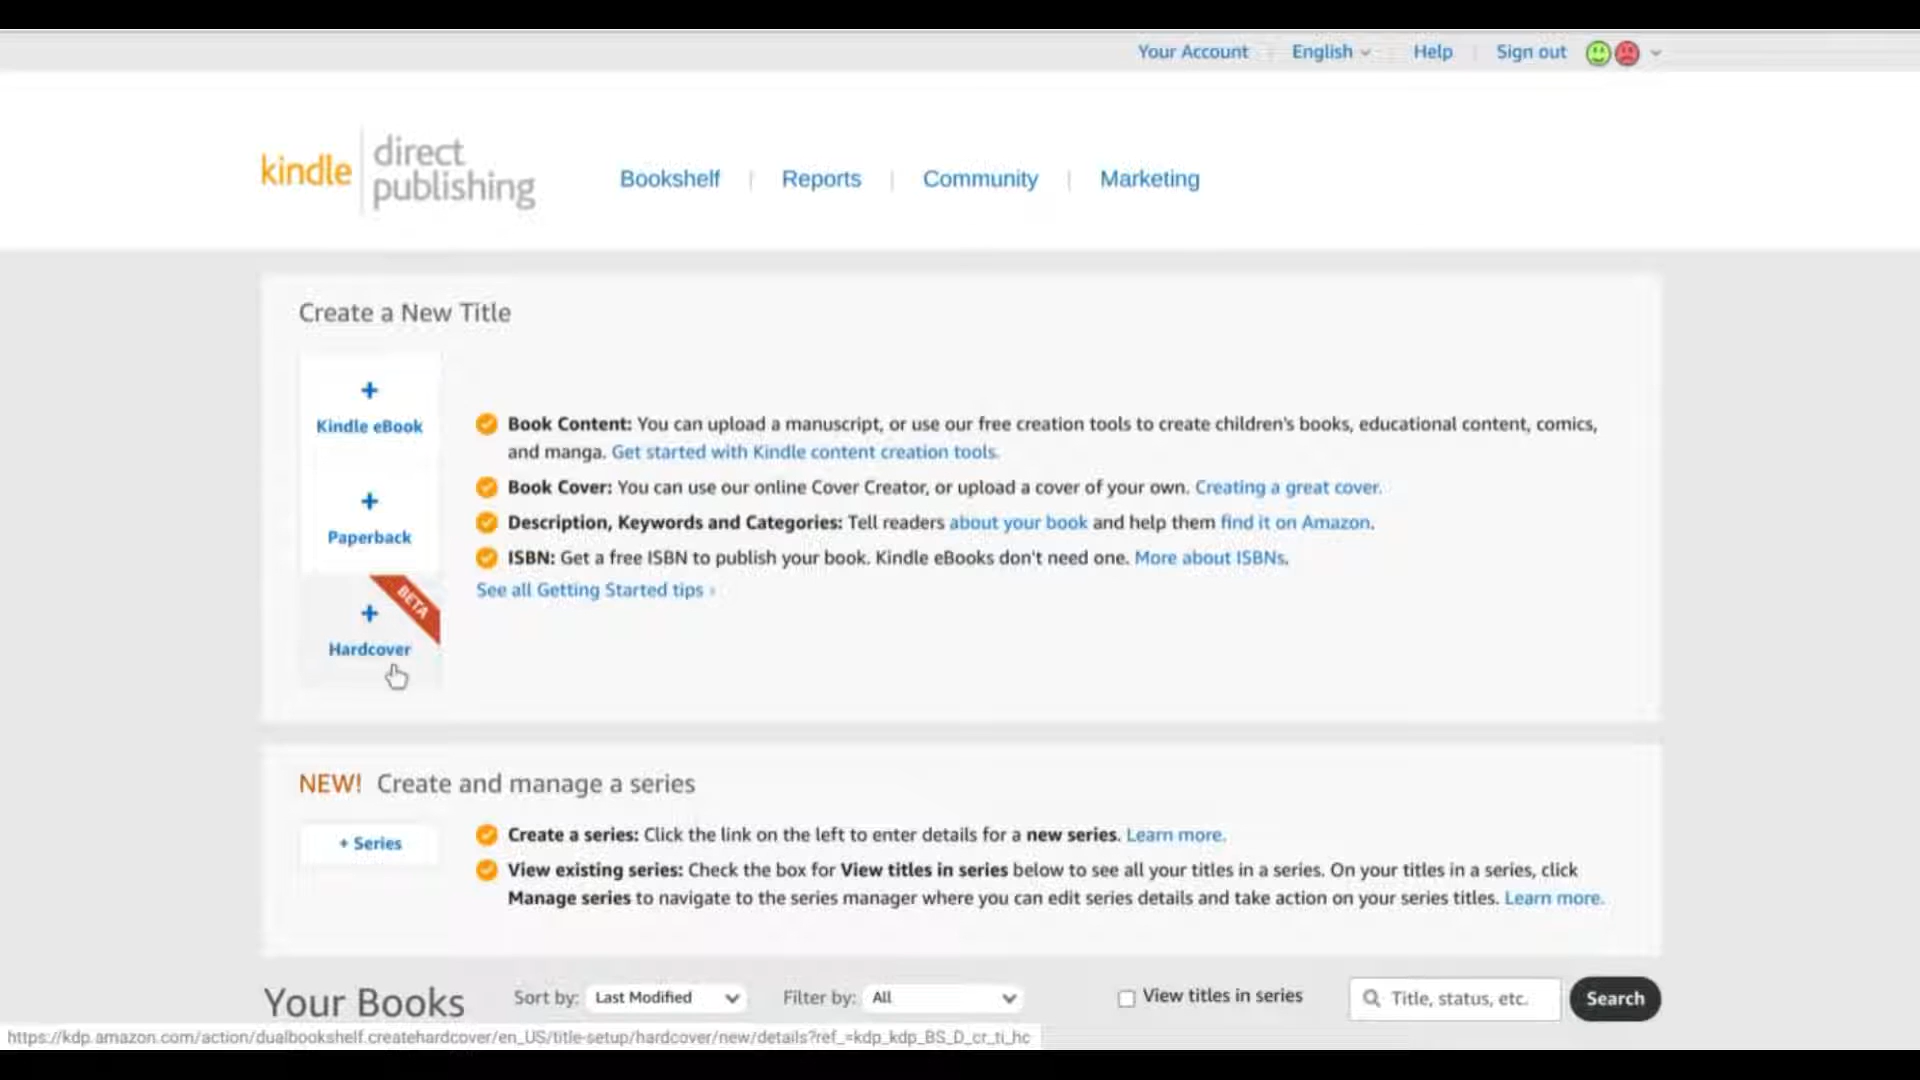 Your Account
English
Help
Sign out
kindle
direct
publishing
Bookshelf
Reports
Community
Marketing
Create a New Title
+
Kindle eBook
+
Paperback
BETA
+
Hardcover
Book Content: You can upload a manuscript, or use our free creation tools to create children's books, educational content, comics,
and manga. Get started with Kindle content creation tools.
Book Cover: You can use our online Cover Creator, or upload a cover of your own. Creating a great cover.
Description, Keywords and Categories: Tell readers about your book and help them find it on Amazon.
ISBN: Get a free ISBN to publish your book. Kindle eBooks don't need one. More about ISBNs.
See all Getting Started tips ›
NEW! Create and manage a series
+ Series
Create a series: Click the link on the left to enter details for a new series. Learn more.
View existing series: Check the box for View titles in series below to see all your titles in a series. On your titles in a series, click
Manage series to navigate to the series manager where you can edit series details and take action on your series titles. Learn more.
Your Books
Sort by: Last Modified
Filter by: All
View titles in series
Title, status, etc.
Search
https://kdp.amazon.com/action/dualbookshelf.createhardcover/en_US/title-setup/hardcover/new/details?ref_=kdp_kdp_BS_D_cr_ti_hc